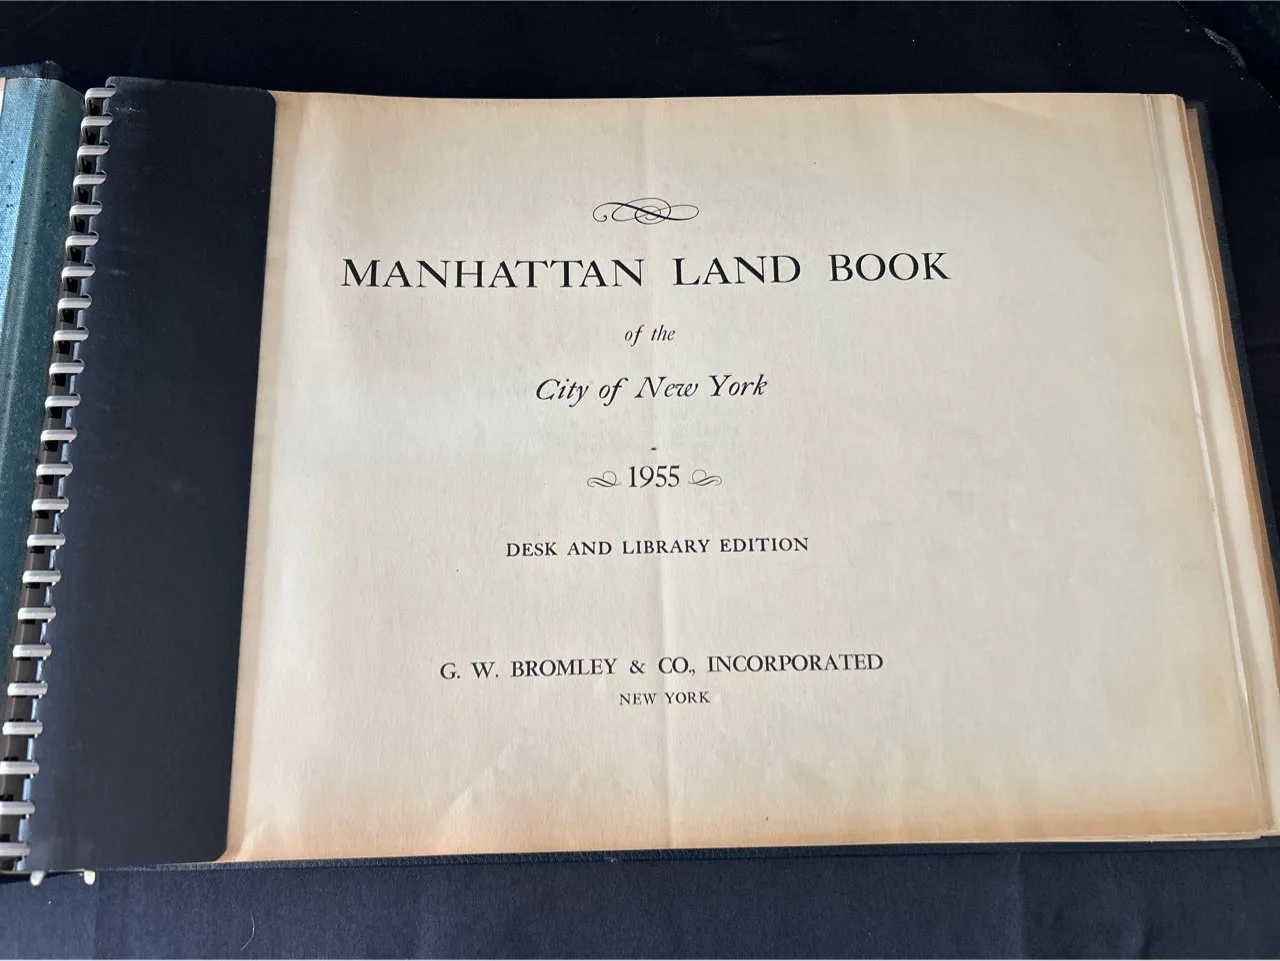 MANHATTAN LAND BOOK
of the
City of New York
1955
DESK AND LIBRARY EDITION
G. W. BROMLEY & CO., INCORPORATED
NEW YORK